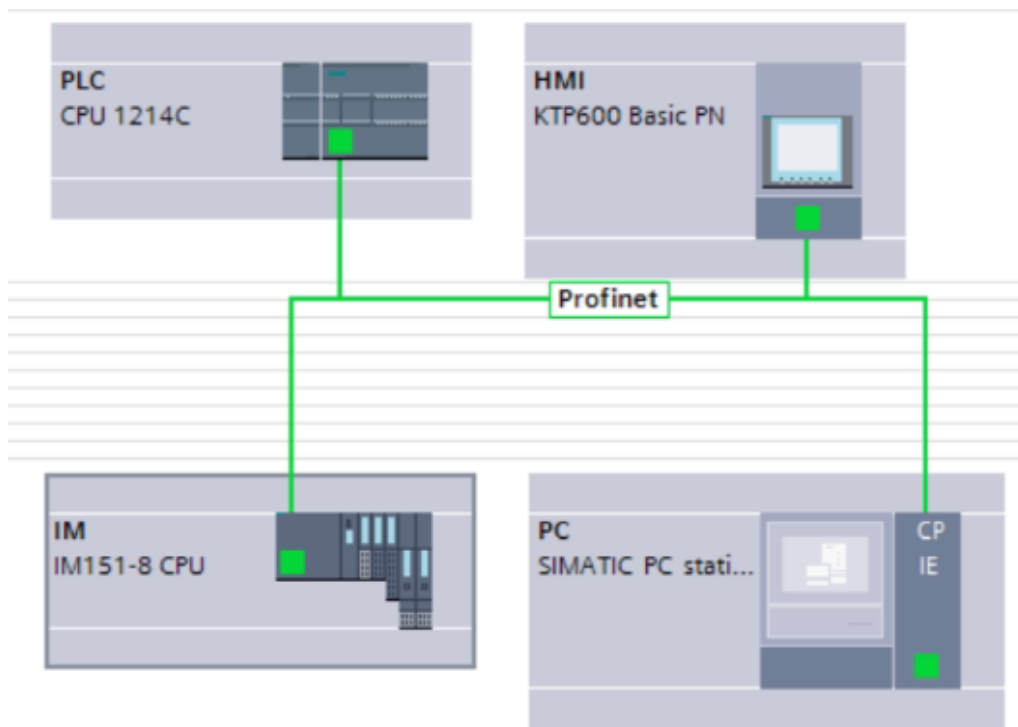 PLC
CPU 1214C
HMI
KTP600 Basic PN
Profinet
IM
IM151-8 CPU
PC
SIMATIC PC stati...
CP
IE